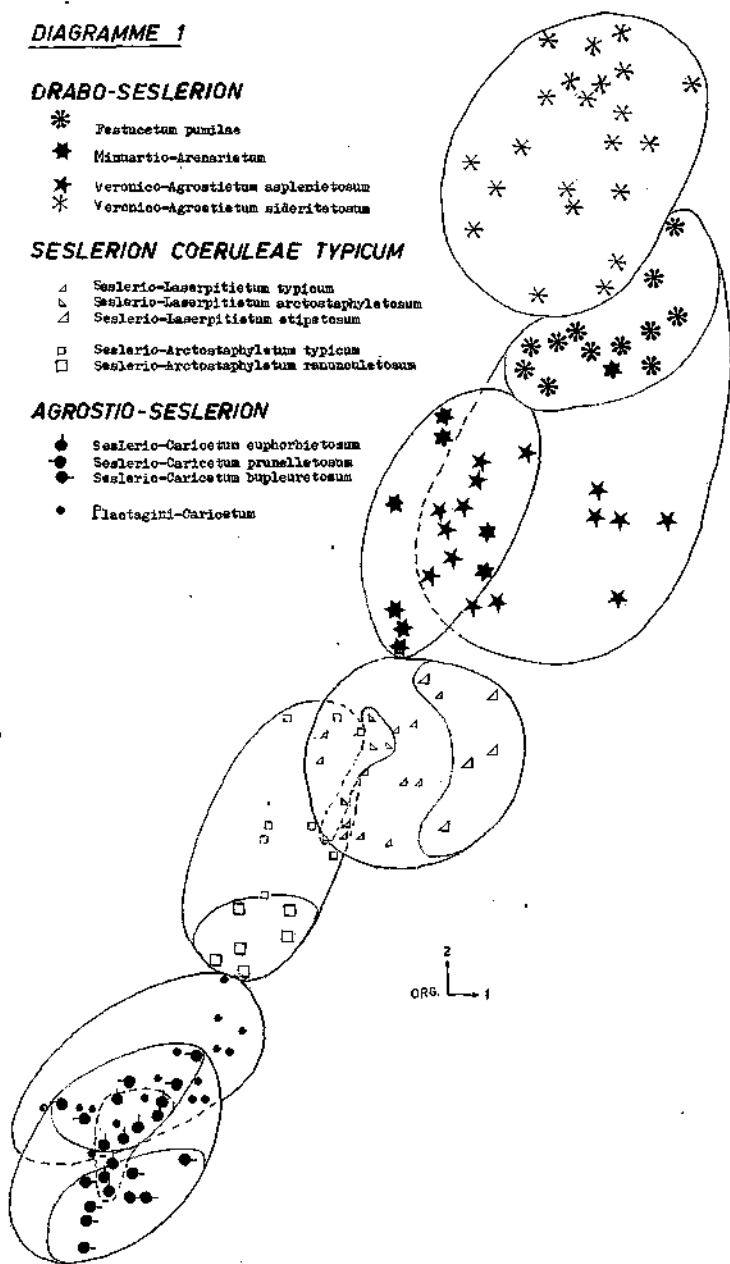 DIAGRAMME 1
DRABO-SESLERION
Festucetum pumilae
Minuartio-Arenarietum
Veronico-Agrostietum asplenietosum
Veronico-Agrostietum sideritetosum
SESLERION COERULEAE TYPICUM
Seslerio-Laserpitietum typicum
Seslerio-Laserpitietum arctostaphyletosum
Seslerio-Laserpitietum stipetosum
Seslerio-Arctostaphyletum typicum
Seslerio-Arctostaphyletum ranunculetosum
AGROSTIO-SESLERION
Seslerio-Caricetum euphorbietosum
Seslerio-Caricetum prunelletosum
Seslerio-Caricetum bupleuretosum
Plantagini-Caricetum
2
ORG. 1